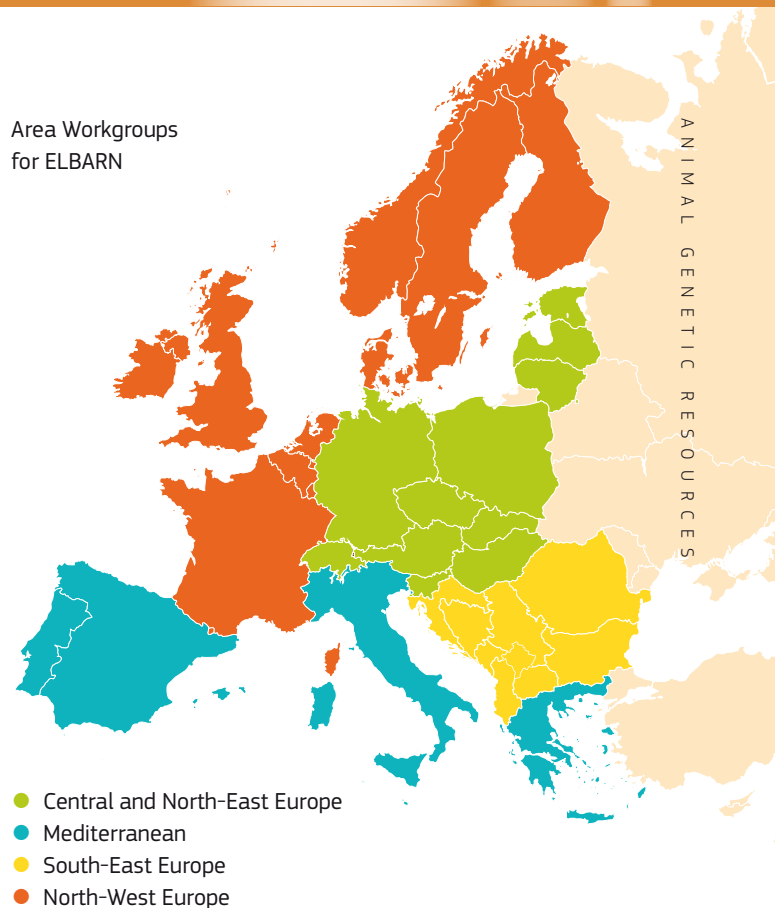 Area Workgroups
for ELBARN
ANIMAL GENETIC RESOURCES
Central and North-East Europe
Mediterranean
South-East Europe
North-West Europe